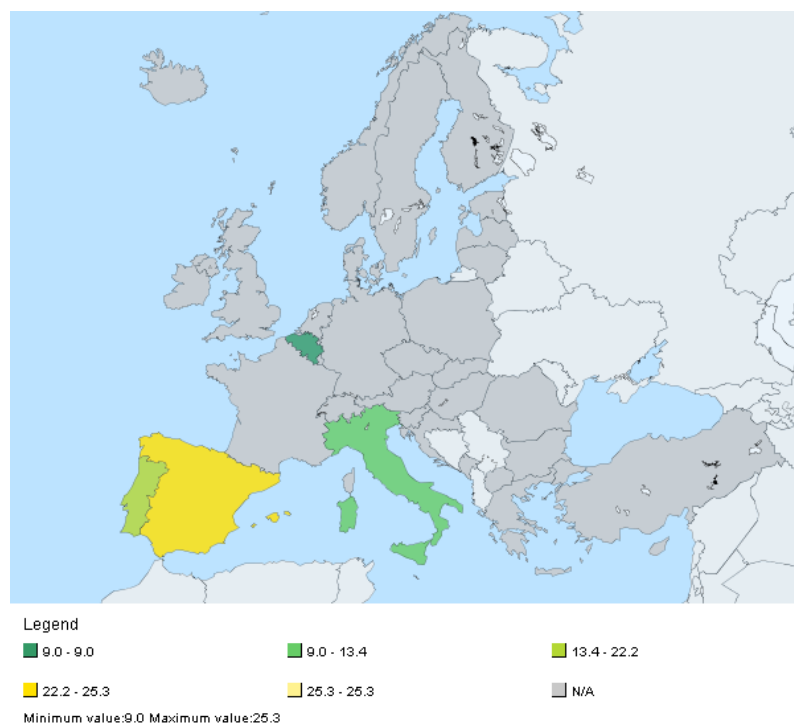 Legend
9.0 - 9.0 9.0 - 13.4 13.4 - 22.2
22.2 - 25.3 25.3 - 25.3 N/A
Minimum value:9.0 Maximum value:25.3